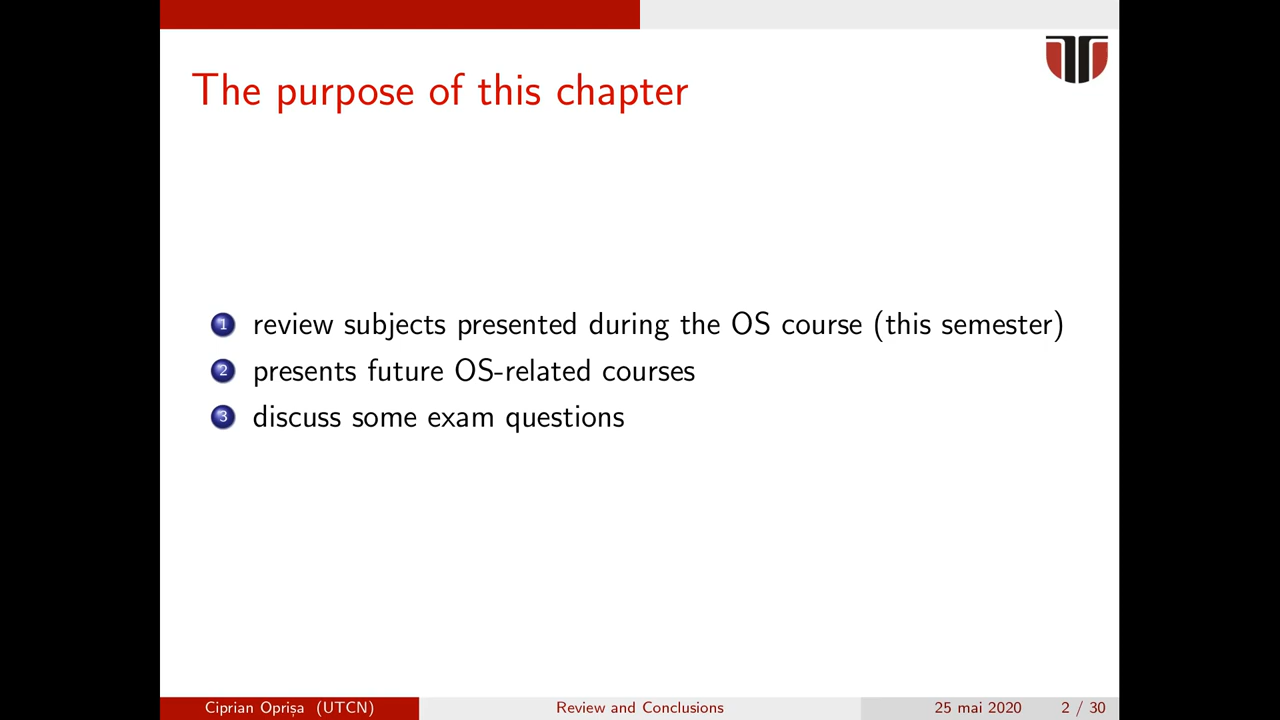 The purpose of this chapter
1 review subjects presented during the OS course (this semester)
2 presents future OS-related courses
3 discuss some exam questions
Ciprian Oprișa (UTCN) Review and Conclusions 25 mai 2020 2 / 30